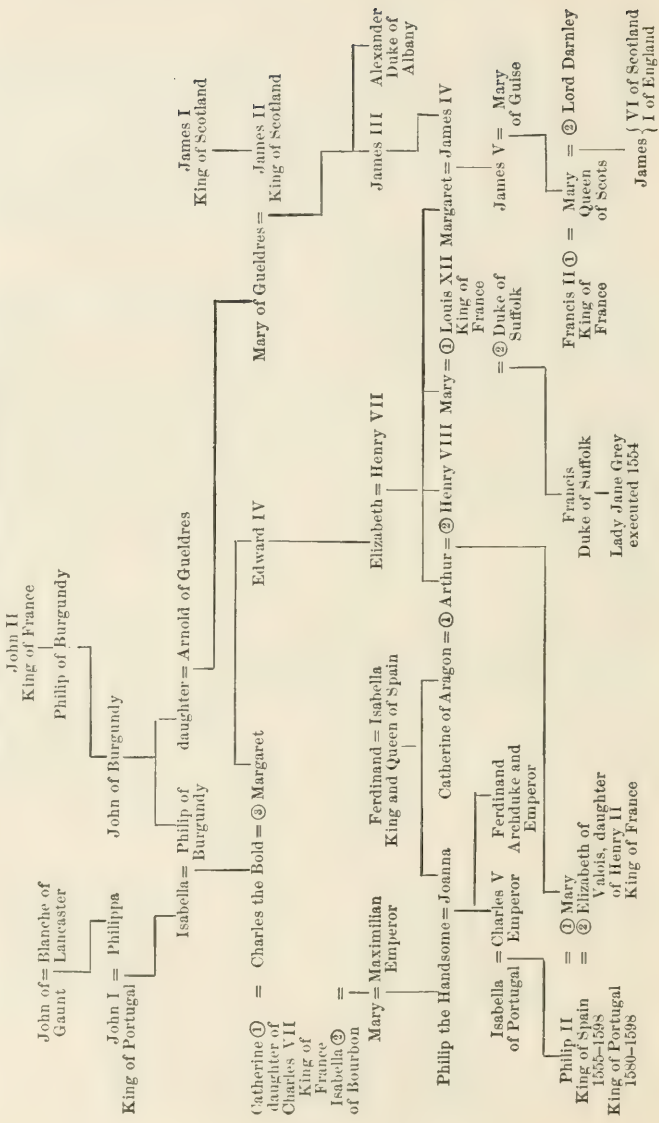 John II
King of France
Philip of Burgundy
John of = Blanche of
Gaunt Lancaster
John I = Philippa
King of Portugal
John of Burgundy
James I
King of Scotland
James II
King of Scotland
Isabella = Philip of
Burgundy
daughter = Arnold of Gueldres
Mary of Gueldres =
Catherine ① = Charles the Bold = ③ Margaret
daughter of
Charles VII
King of
France
Isabella ② =
of Bourbon
Edward IV
James III
Alexander
Duke of
Albany
Mary = Maximilian
Emperor
Ferdinand = Isabella
King and Queen of Spain
Elizabeth = Henry VII
Philip the Handsome = Joanna
Catherine of Aragon = ① Arthur = ② Henry VIII
Mary = ① Louis XII
King of
France
= ② Duke of
Suffolk
Margaret = James IV
Isabella = Charles V
of Portugal Emperor
Ferdinand
Archduke and
Emperor
James V = Mary
of Guise
Philip II = ① Mary
King of Spain = ② Elizabeth of
1555–1598 Valois, daughter
King of Portugal of Henry II
1580–1598 King of France
Francis
Duke of Suffolk
Lady Jane Grey
executed 1554
Francis II ① = Mary = ② Lord Darnley
King of Queen
France of Scots
James { VI of Scotland
I of England